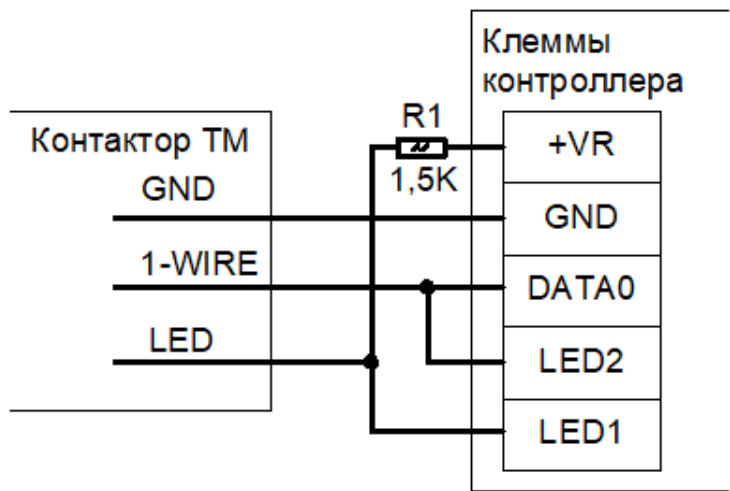 Клеммы
контроллера
Контактор ТМ
R1
1,5K
+VR
GND
GND
1-WIRE
DATA0
LED
LED2
LED1